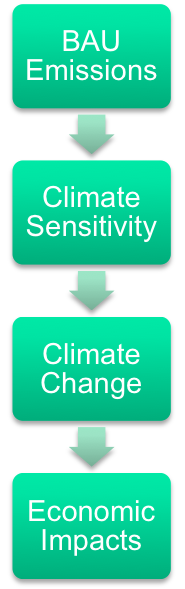 BAU
Emissions
Climate
Sensitivity
Climate
Change
Economic
Impacts